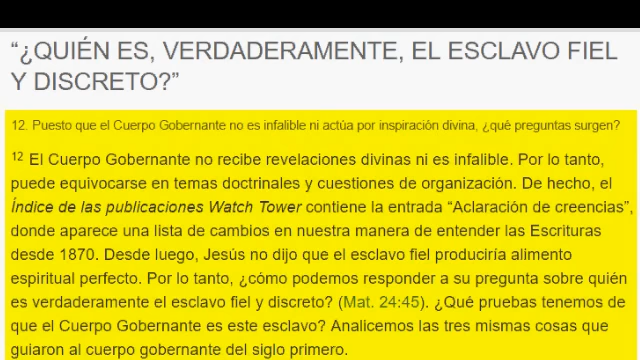 “¿QUIÉN ES, VERDADERAMENTE, EL ESCLAVO FIEL
Y DISCRETO?”
12. Puesto que el Cuerpo Gobernante no es infalible ni actúa por inspiración divina, ¿qué preguntas surgen?
12 El Cuerpo Gobernante no recibe revelaciones divinas ni es infalible. Por lo tanto,
puede equivocarse en temas doctrinales y cuestiones de organización. De hecho, el
Índice de las publicaciones Watch Tower contiene la entrada “Aclaración de creencias”,
donde aparece una lista de cambios en nuestra manera de entender las Escrituras
desde 1870. Desde luego, Jesús no dijo que el esclavo fiel produciría alimento
espiritual perfecto. Por lo tanto, ¿cómo podemos responder a su pregunta sobre quién
es verdaderamente el esclavo fiel y discreto? (Mat. 24:45). ¿Qué pruebas tenemos de
que el Cuerpo Gobernante es este esclavo? Analicemos las tres mismas cosas que
guiaron al cuerpo gobernante del siglo primero.